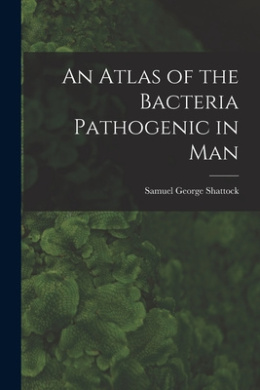 An Atlas of the
Bacteria
Pathogenic in
Man
Samuel George Shattock